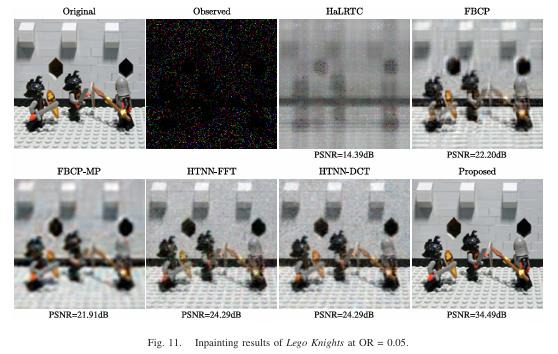 Original Observed HaLRTC FBCP
PSNR=14.39dB PSNR=22.20dB
FBCP-MP HTNN-FFT HTNN-DCT Proposed
PSNR=21.91dB PSNR=24.29dB PSNR=24.29dB PSNR=34.49dB
Fig. 11. Inpainting results of Lego Knights at OR = 0.05.